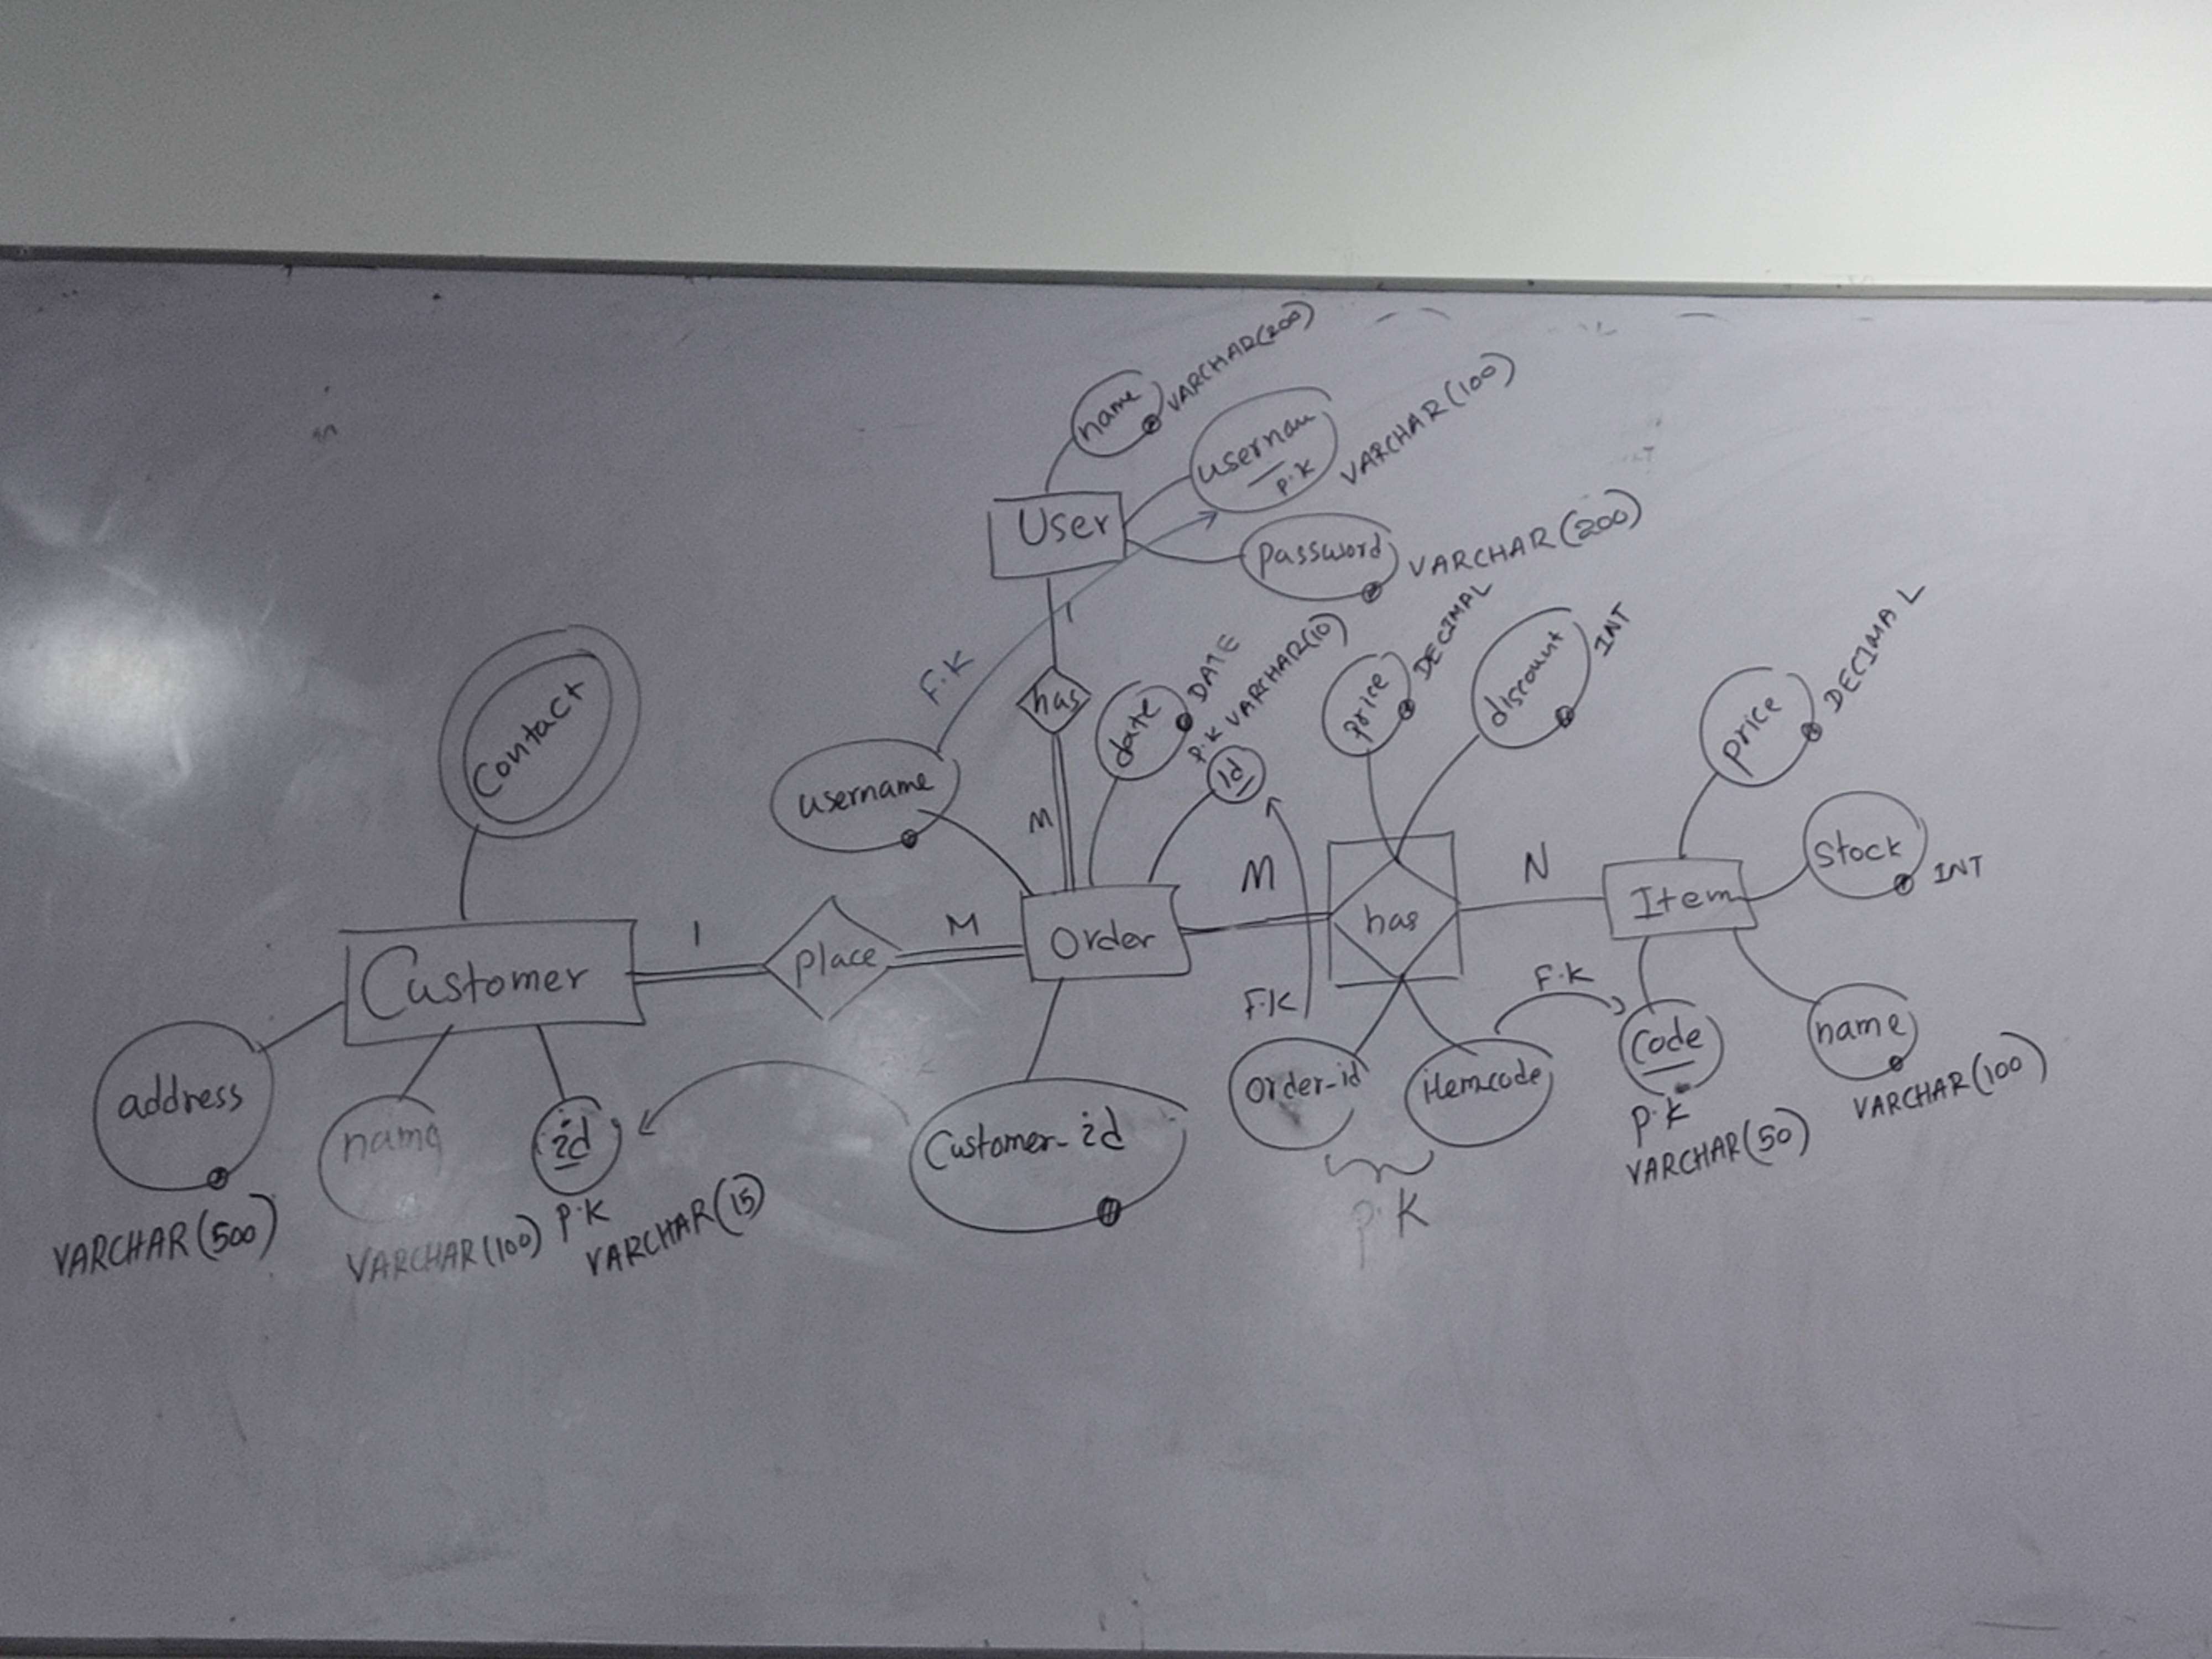 name
VARCHAR(200)
usernam
P.K
VARCHAR(100)
User
password
VARCHAR(200)
1
F.K
has
date
DATE
P.K VARCHAR(10)
id
price
DECIMAL
discount
INT
price
DECIMAL
Contact
username
M
Stock
INT
Customer
1
place
M
Order
M
has
N
Item
F.K
F.K
address
VARCHAR(500)
name
VARCHAR(100)
id
P.K
VARCHAR(15)
Customer-id
Order-id
itemcode
P.K
Code
P.K
VARCHAR(50)
name
VARCHAR(100)